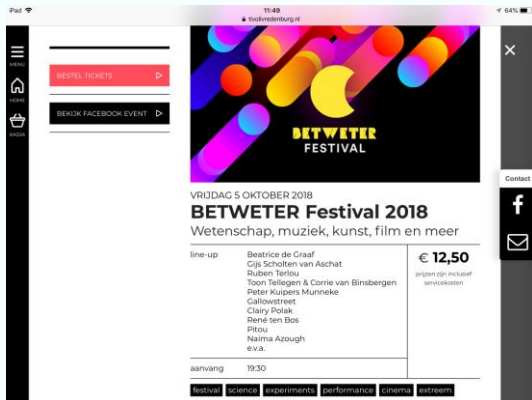 iPad
11:49
64%
tivolivredenburg.nl
MENU
HOME
KASSA
BESTEL TICKETS
BEKIJK FACEBOOK EVENT
BETWETER
FESTIVAL
Contact
VRIJDAG 5 OKTOBER 2018
BETWETER Festival 2018
Wetenschap, muziek, kunst, film en meer
line-up
Beatrice de Graaf
Gijs Scholten van Aschat
Ruben Terlou
Toon Tellegen & Corrie van Binsbergen
Peter Kuipers Munneke
Gallowstreet
Clairy Polak
René ten Bos
Pitou
Naima Azough
e.v.a.
€ 12,50
prijzen zijn inclusief
servicekosten
aanvang 19:30
festival science experiments performance cinema extreem